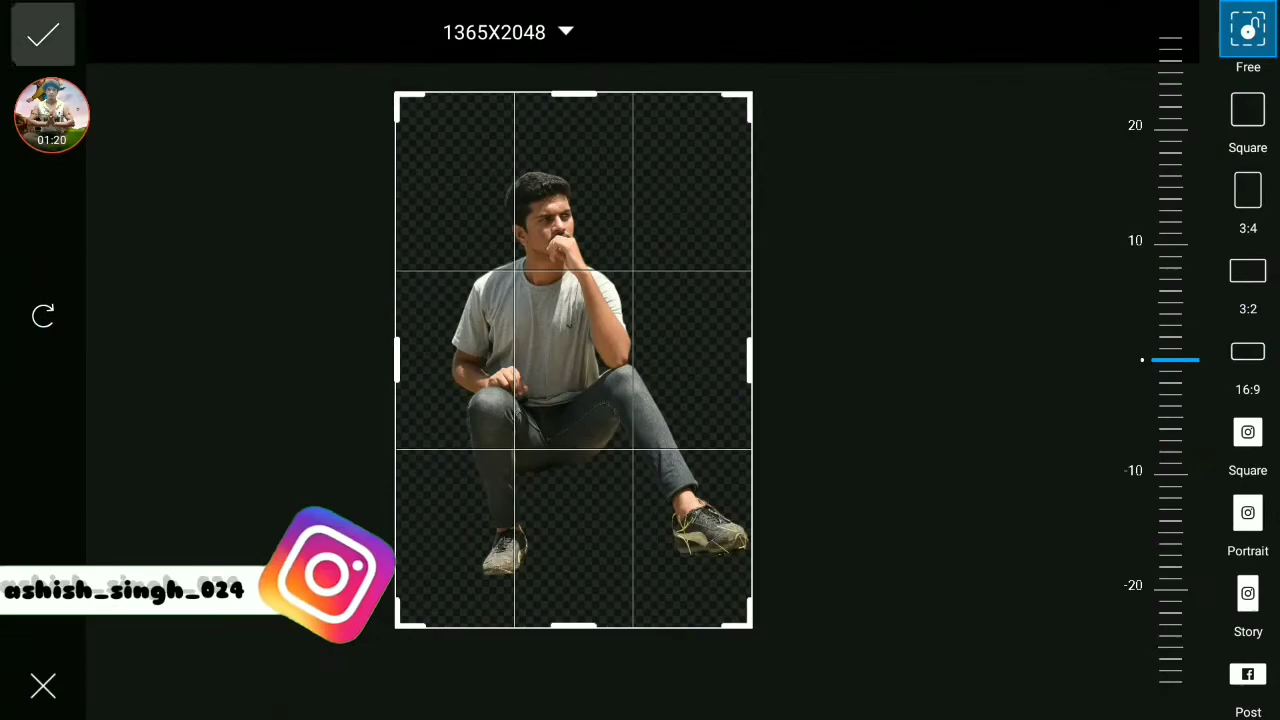 1365X2048
01:20
Free
Square
3:4
3:2
16:9
Square
Portrait
Story
Post
20
10
-10
-20
ashish_singh_024